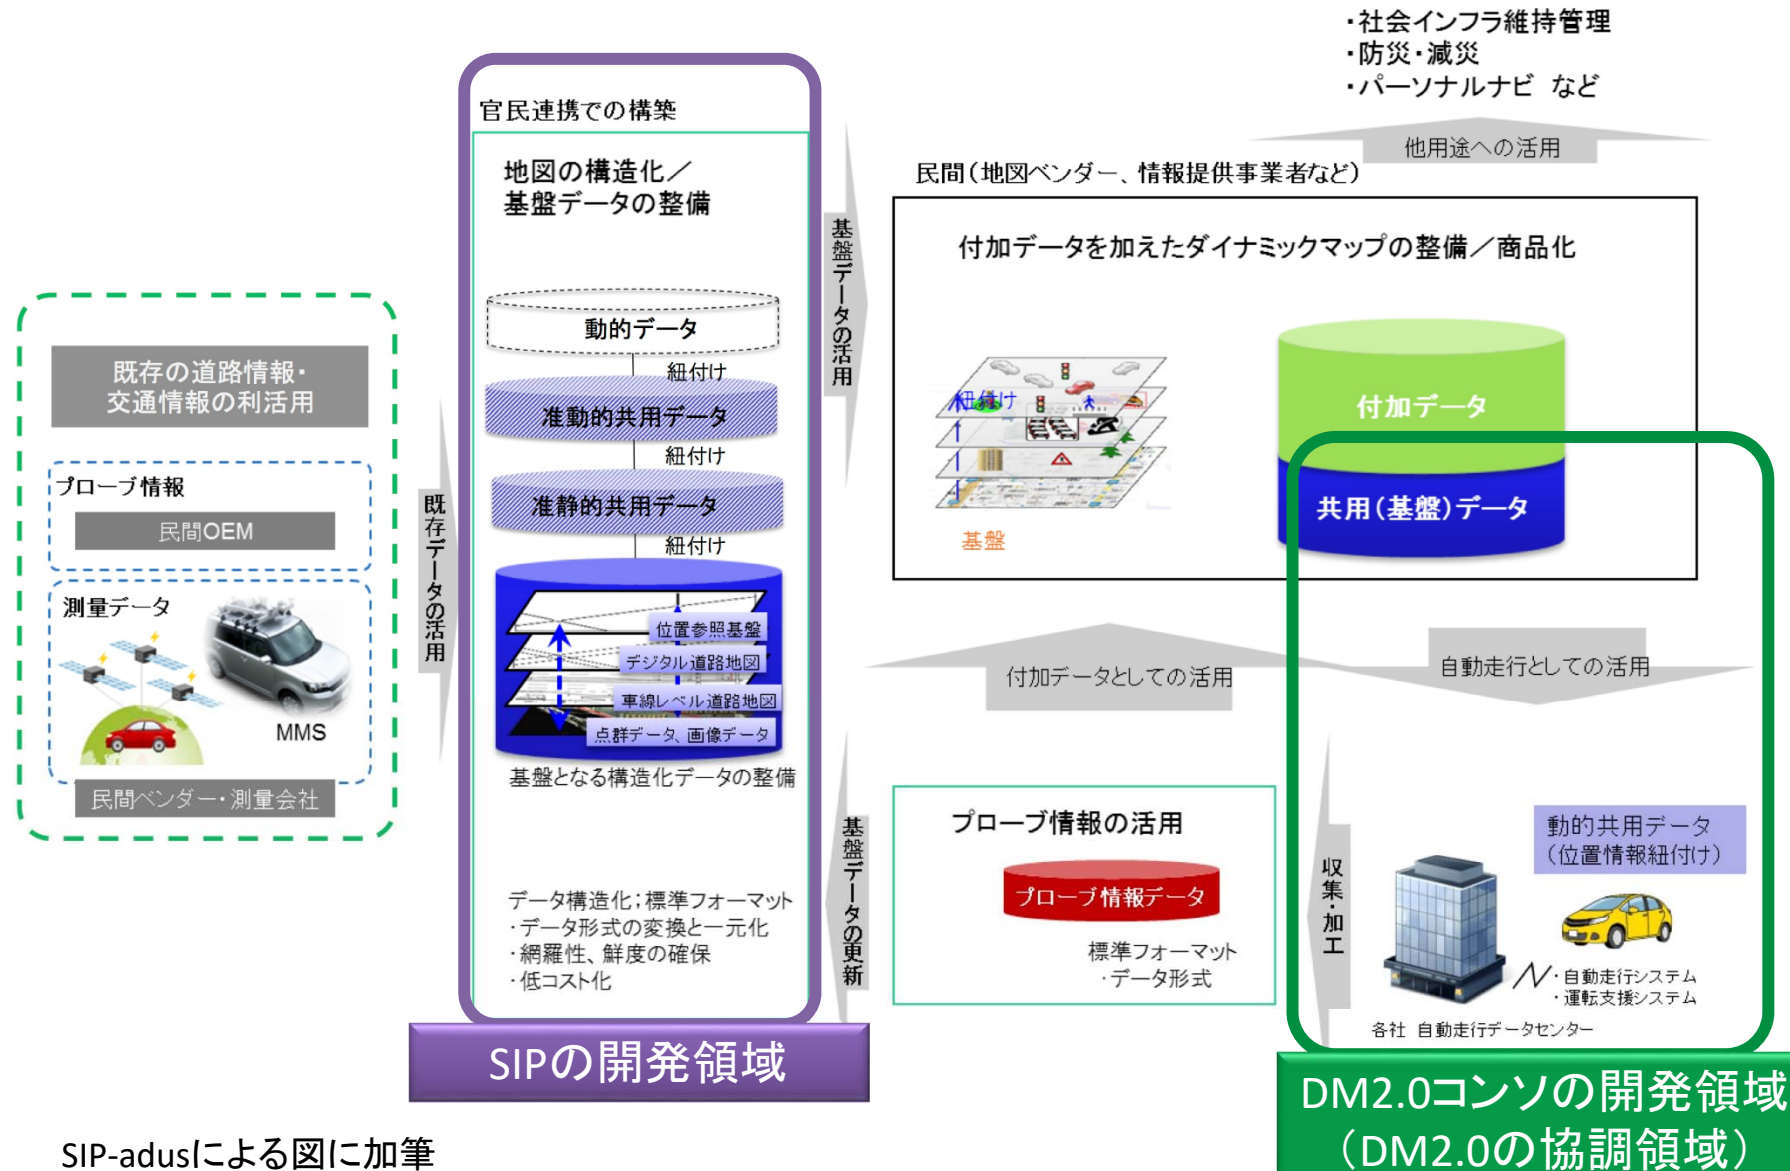 ・社会インフラ維持管理
・防災・減災
・パーソナルナビ など
他用途への活用
官民連携での構築
地図の構造化／
基盤データの整備
動的データ
紐付け
准動的共用データ
紐付け
准静的共用データ
紐付け
位置参照基盤
デジタル道路地図
車線レベル道路地図
点群データ、画像データ
基盤となる構造化データの整備
データ構造化；標準フォーマット
・データ形式の変換と一元化
・網羅性、鮮度の確保
・低コスト化
SIPの開発領域
既存の道路情報・
交通情報の利活用
プローブ情報
民間OEM
測量データ
MMS
民間ベンダー・測量会社
既存データの活用
基盤データの活用
基盤データの更新
民間（地図ベンダー、情報提供事業者など）
付加データを加えたダイナミックマップの整備／商品化
紐付け
基盤
付加データ
共用（基盤）データ
付加データとしての活用
自動走行としての活用
プローブ情報の活用
プローブ情報データ
標準フォーマット
・データ形式
収集・加工
動的共用データ
（位置情報紐付け）
・自動走行システム
・運転支援システム
各社 自動走行データセンター
DM2.0コンソの開発領域
（DM2.0の協調領域）
SIP-adusによる図に加筆